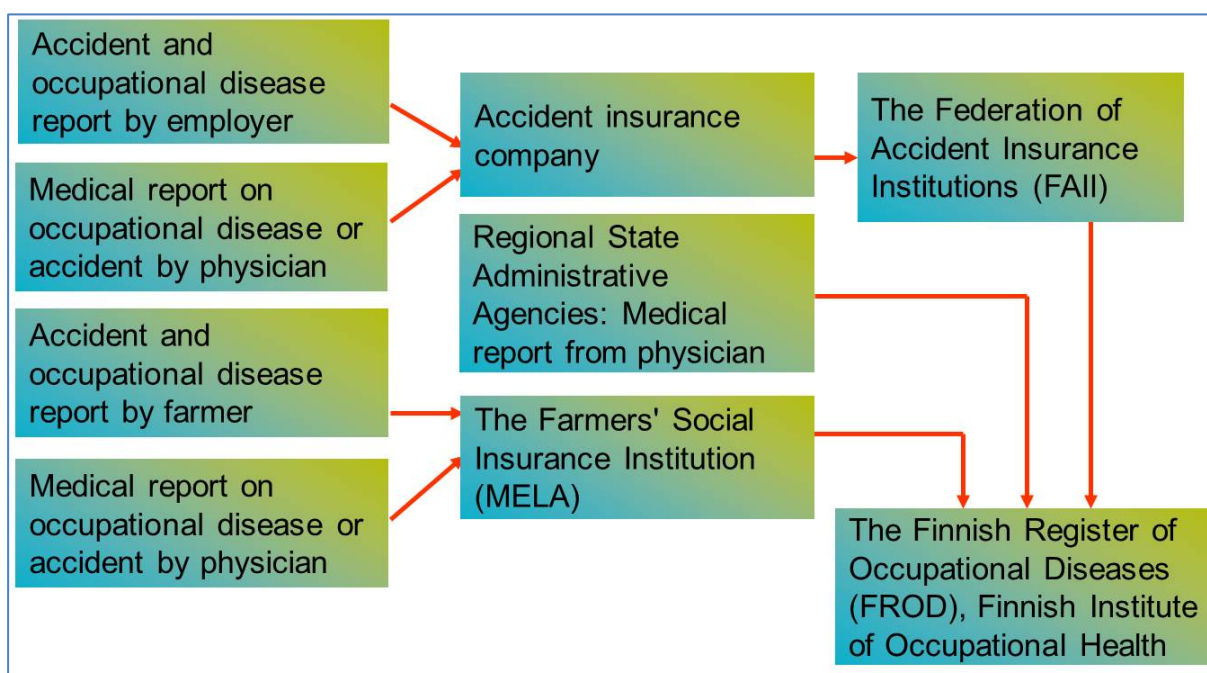 Accident and
occupational disease
report by employer
Medical report on
occupational disease or
accident by physician
Accident and
occupational disease
report by farmer
Medical report on
occupational disease or
accident by physician
Accident insurance
company
Regional State
Administrative
Agencies: Medical
report from physician
The Farmers' Social
Insurance Institution
(MELA)
The Federation of
Accident Insurance
Institutions (FAII)
The Finnish Register of
Occupational Diseases
(FROD), Finnish Institute
of Occupational Health